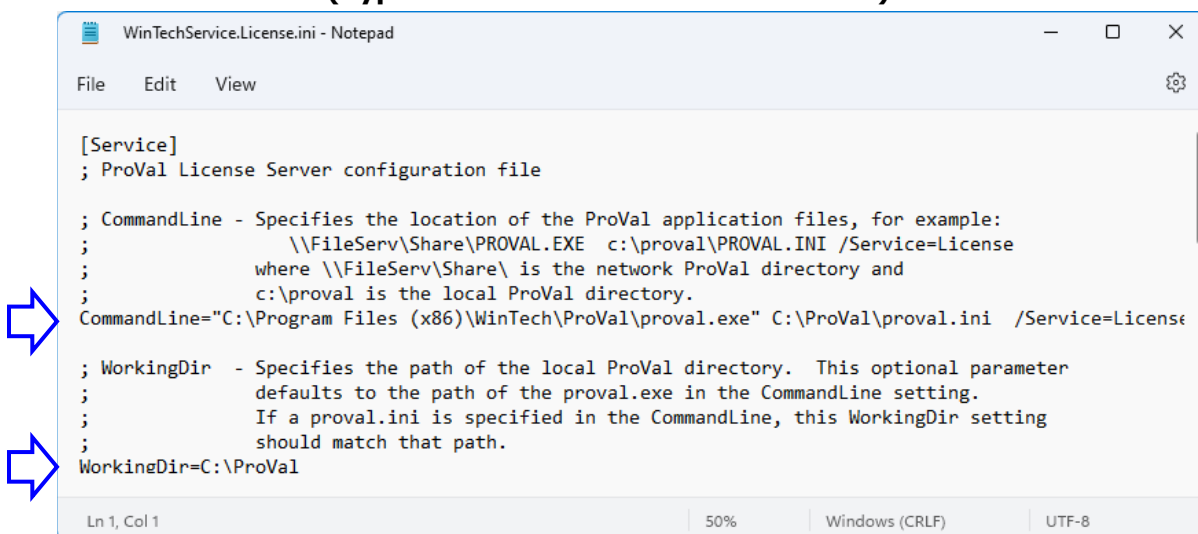 WinTechService.License.ini - Notepad
File Edit View
[Service]
; ProVal License Server configuration file
; CommandLine - Specifies the location of the ProVal application files, for example:
; \\FileServ\Share\PROVAL.EXE c:\proval\PROVAL.INI /Service=License
; where \\FileServ\Share\ is the network ProVal directory and
; c:\proval is the local ProVal directory.
CommandLine="C:\Program Files (x86)\WinTech\ProVal\proval.exe" C:\ProVal\proval.ini /Service=License
; WorkingDir - Specifies the path of the local ProVal directory. This optional parameter
; defaults to the path of the proval.exe in the CommandLine setting.
; If a proval.ini is specified in the CommandLine, this WorkingDir setting
; should match that path.
WorkingDir=C:\ProVal
Ln 1, Col 1 50% Windows (CRLF) UTF-8